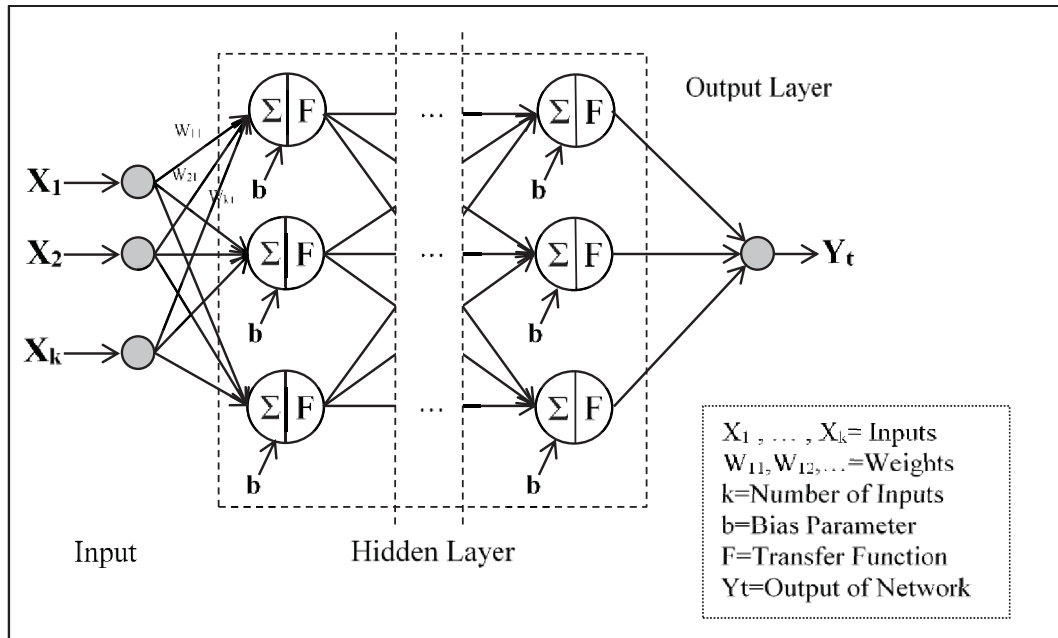 Output Layer
Σ F … Σ F
W₁₁
b b
X₁ W₂₁
Wₖ₁
X₂ Σ F … Σ F Yₜ
b b
Xₖ
Σ F … Σ F
b b
X₁ , … , Xₖ= Inputs
W₁₁,W₁₂,…=Weights
k=Number of Inputs
b=Bias Parameter
F=Transfer Function
Yt=Output of Network
Input
Hidden Layer